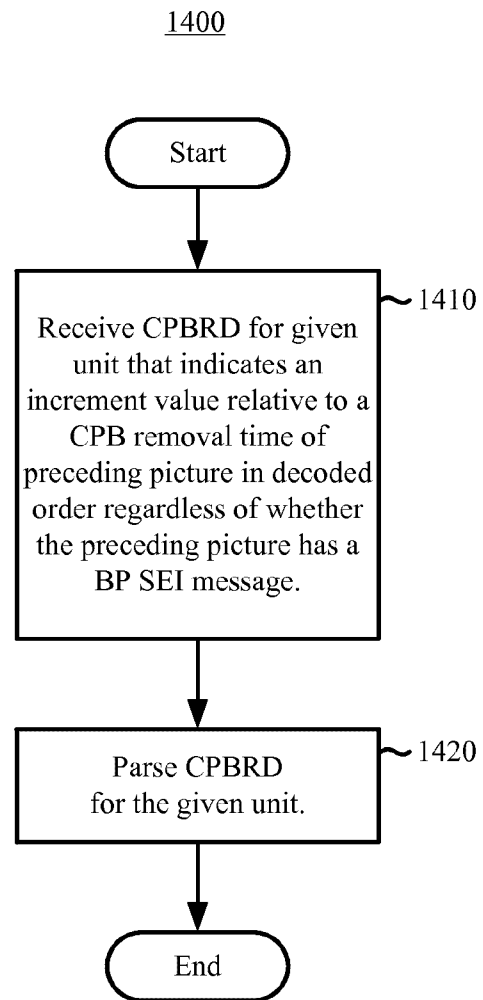 1400
Start
1410
Receive CPBRD for given
unit that indicates an
increment value relative to a
CPB removal time of
preceding picture in decoded
order regardless of whether
the preceding picture has a
BP SEI message.
1420
Parse CPBRD
for the given unit.
End